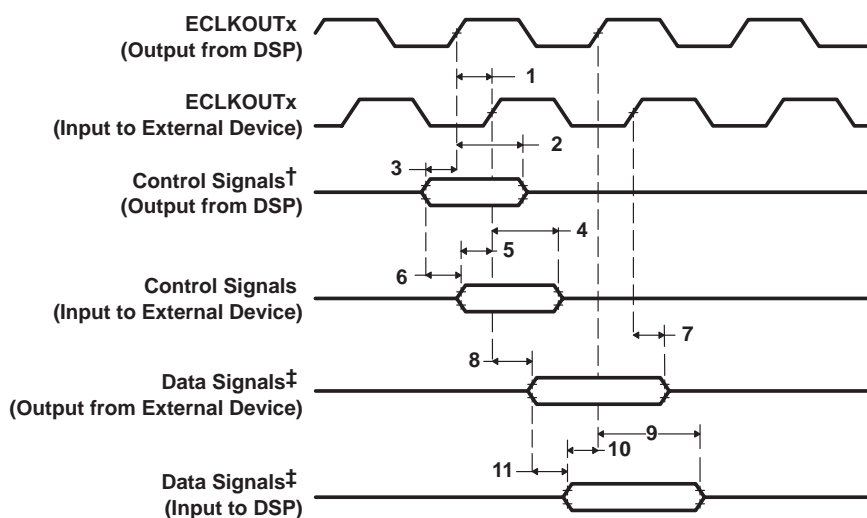 ECLKOUTx
(Output from DSP)
1
ECLKOUTx
(Input to External Device)
2
3
Control Signals†
(Output from DSP)
4
5
6
Control Signals
(Input to External Device)
7
8
Data Signals‡
(Output from External Device)
9
10
11
Data Signals‡
(Input to DSP)